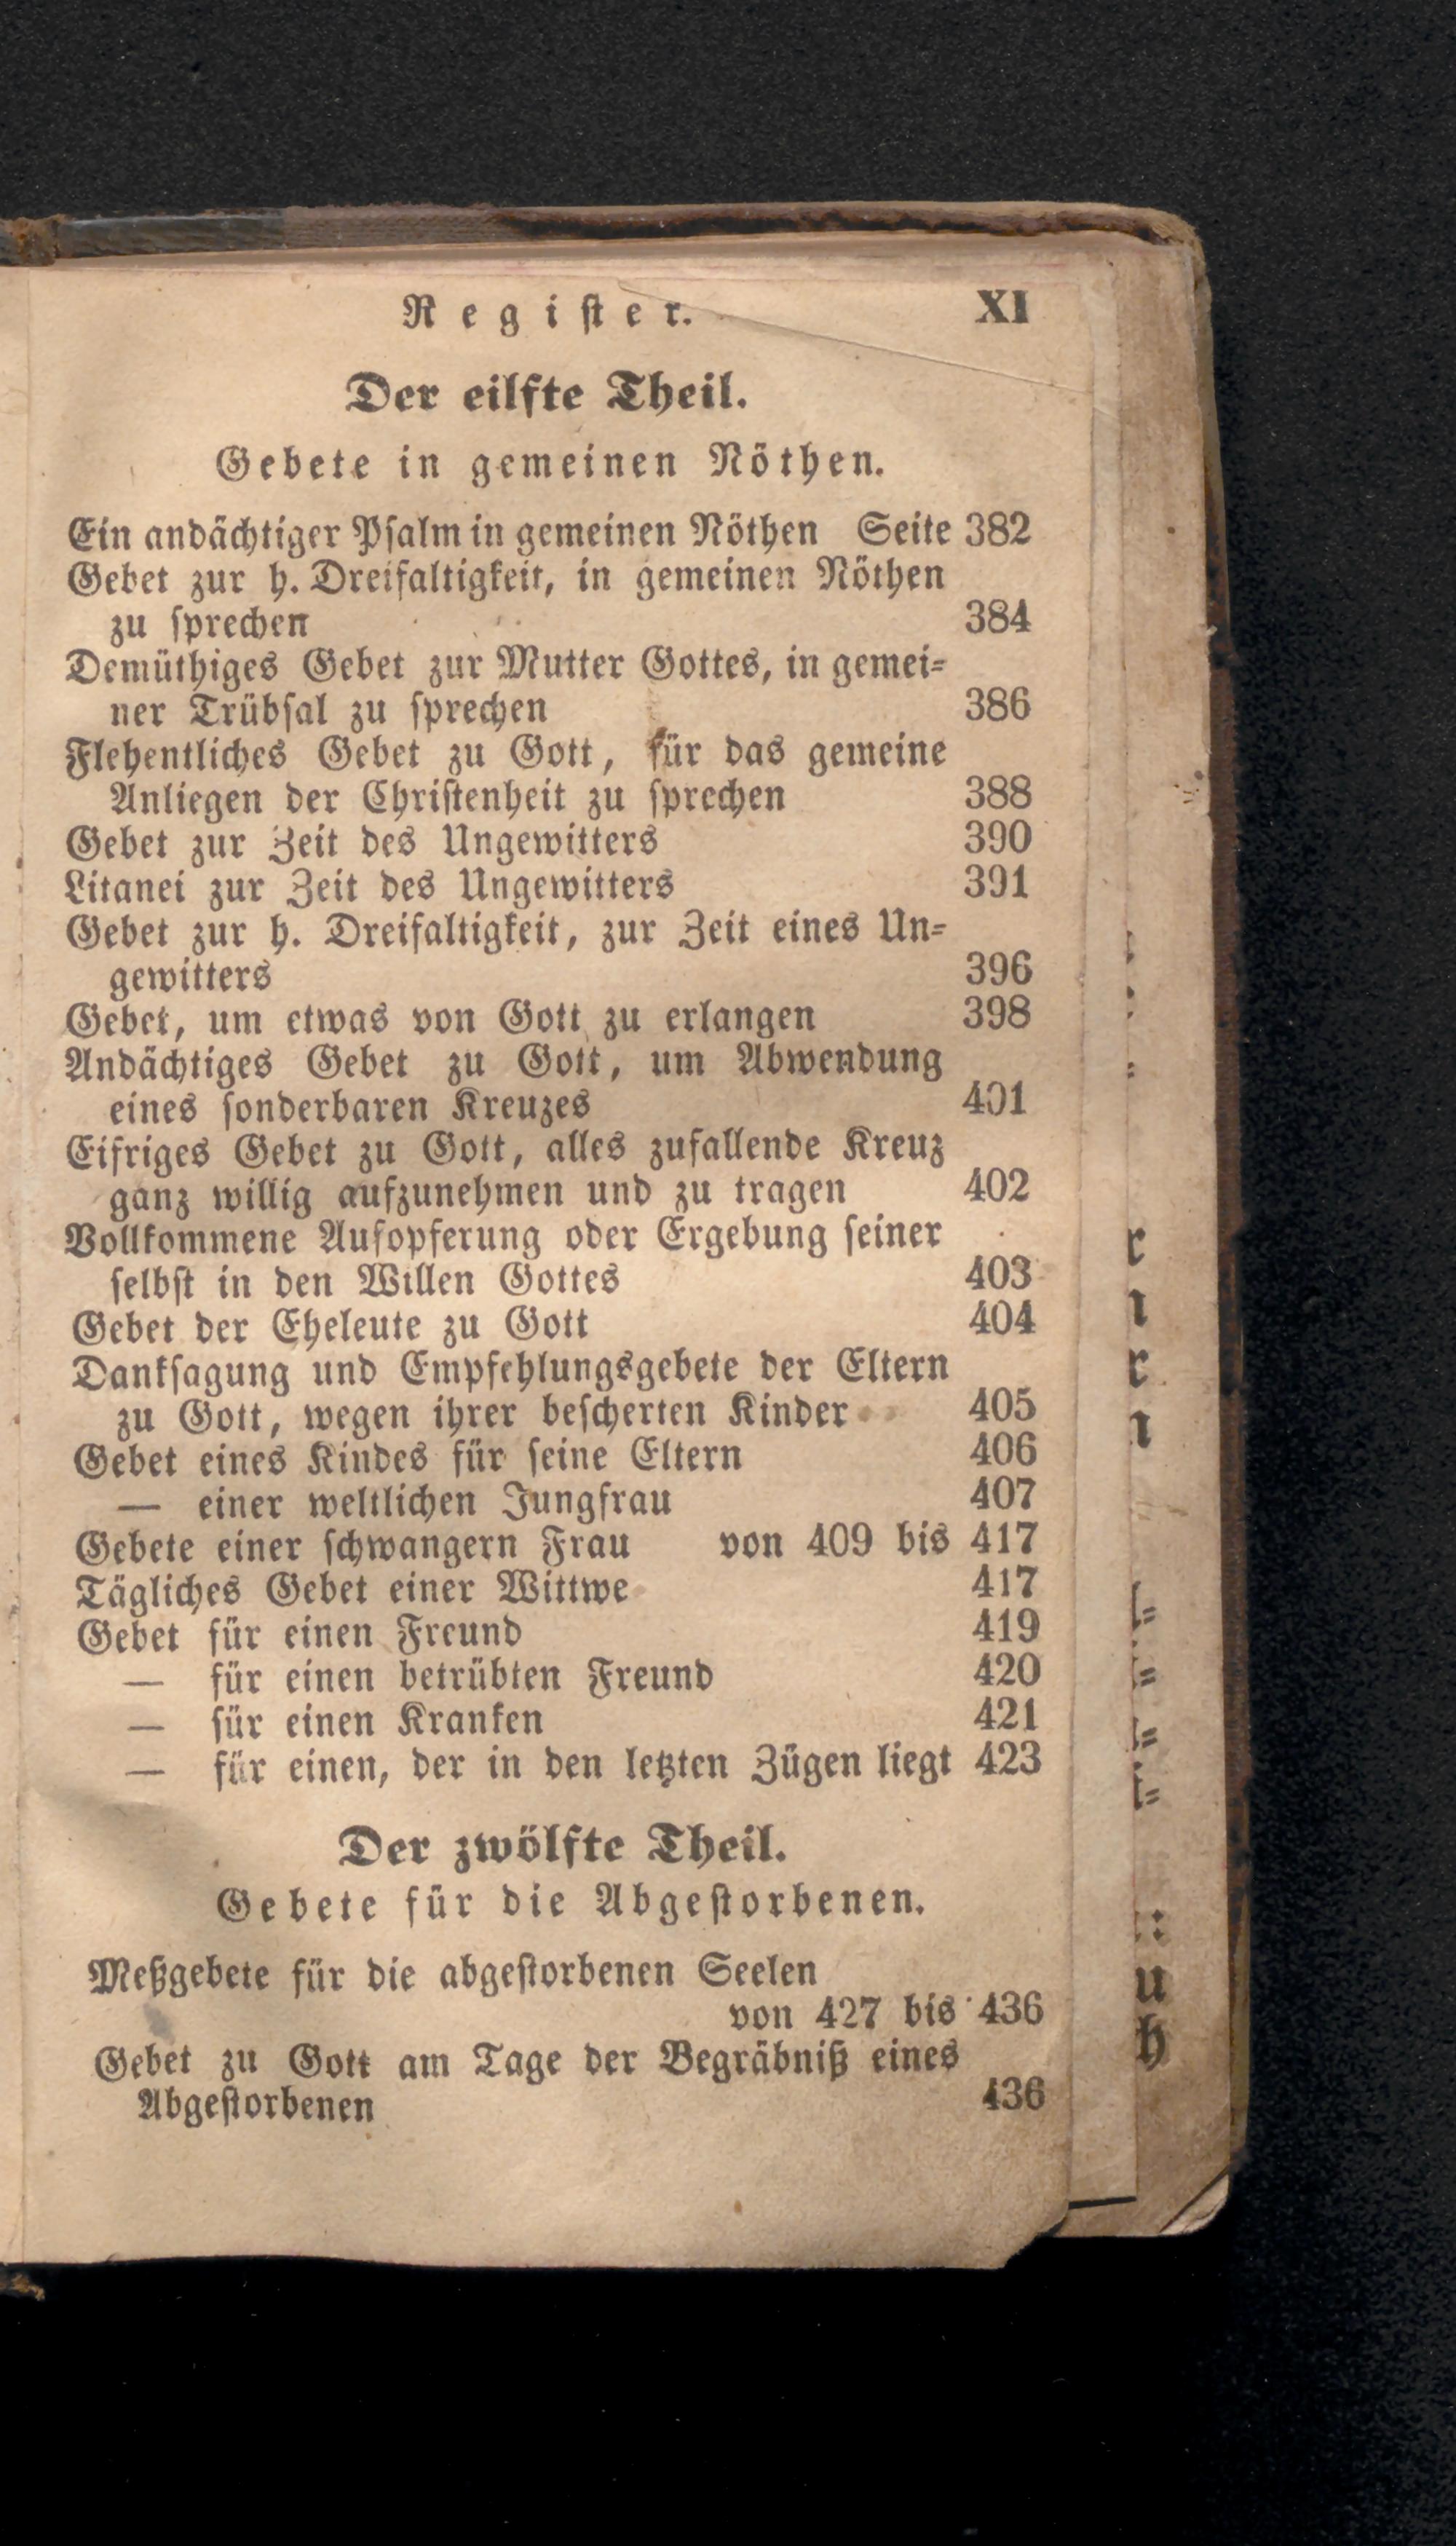 Register. XI
Der eilfte Theil.
Gebete in gemeinen Nöthen.
Ein andächtiger Psalm in gemeinen Nöthen Seite 382
Gebet zur h. Dreifaltigkeit, in gemeinen Nöthen
zu sprechen 384
Demüthiges Gebet zur Mutter Gottes, in gemei-
ner Trübsal zu sprechen 386
Flehentliches Gebet zu Gott, für das gemeine
Anliegen der Christenheit zu sprechen 388
Gebet zur Zeit des Ungewitters 390
Litanei zur Zeit des Ungewitters 391
Gebet zur h. Dreifaltigkeit, zur Zeit eines Un-
gewitters 396
Gebet, um etwas von Gott zu erlangen 398
Andächtiges Gebet zu Gott, um Abwendung
eines sonderbaren Kreuzes 401
Eifriges Gebet zu Gott, alles zufallende Kreuz
ganz willig aufzunehmen und zu tragen 402
Vollkommene Aufopferung oder Ergebung seiner
selbst in den Willen Gottes 403
Gebet der Eheleute zu Gott 404
Danksagung und Empfehlungsgebete der Eltern
zu Gott, wegen ihrer bescherten Kinder 405
Gebet eines Kindes für seine Eltern 406
— einer weltlichen Jungfrau 407
Gebete einer schwangern Frau von 409 bis 417
Tägliches Gebet einer Wittwe 417
Gebet für einen Freund 419
— für einen betrübten Freund 420
— für einen Kranken 421
— für einen, der in den letzten Zügen liegt 423
Der zwölfte Theil.
Gebete für die Abgestorbenen.
Meßgebete für die abgestorbenen Seelen
von 427 bis 436
Gebet zu Gott am Tage der Begräbniß eines
Abgestorbenen 436